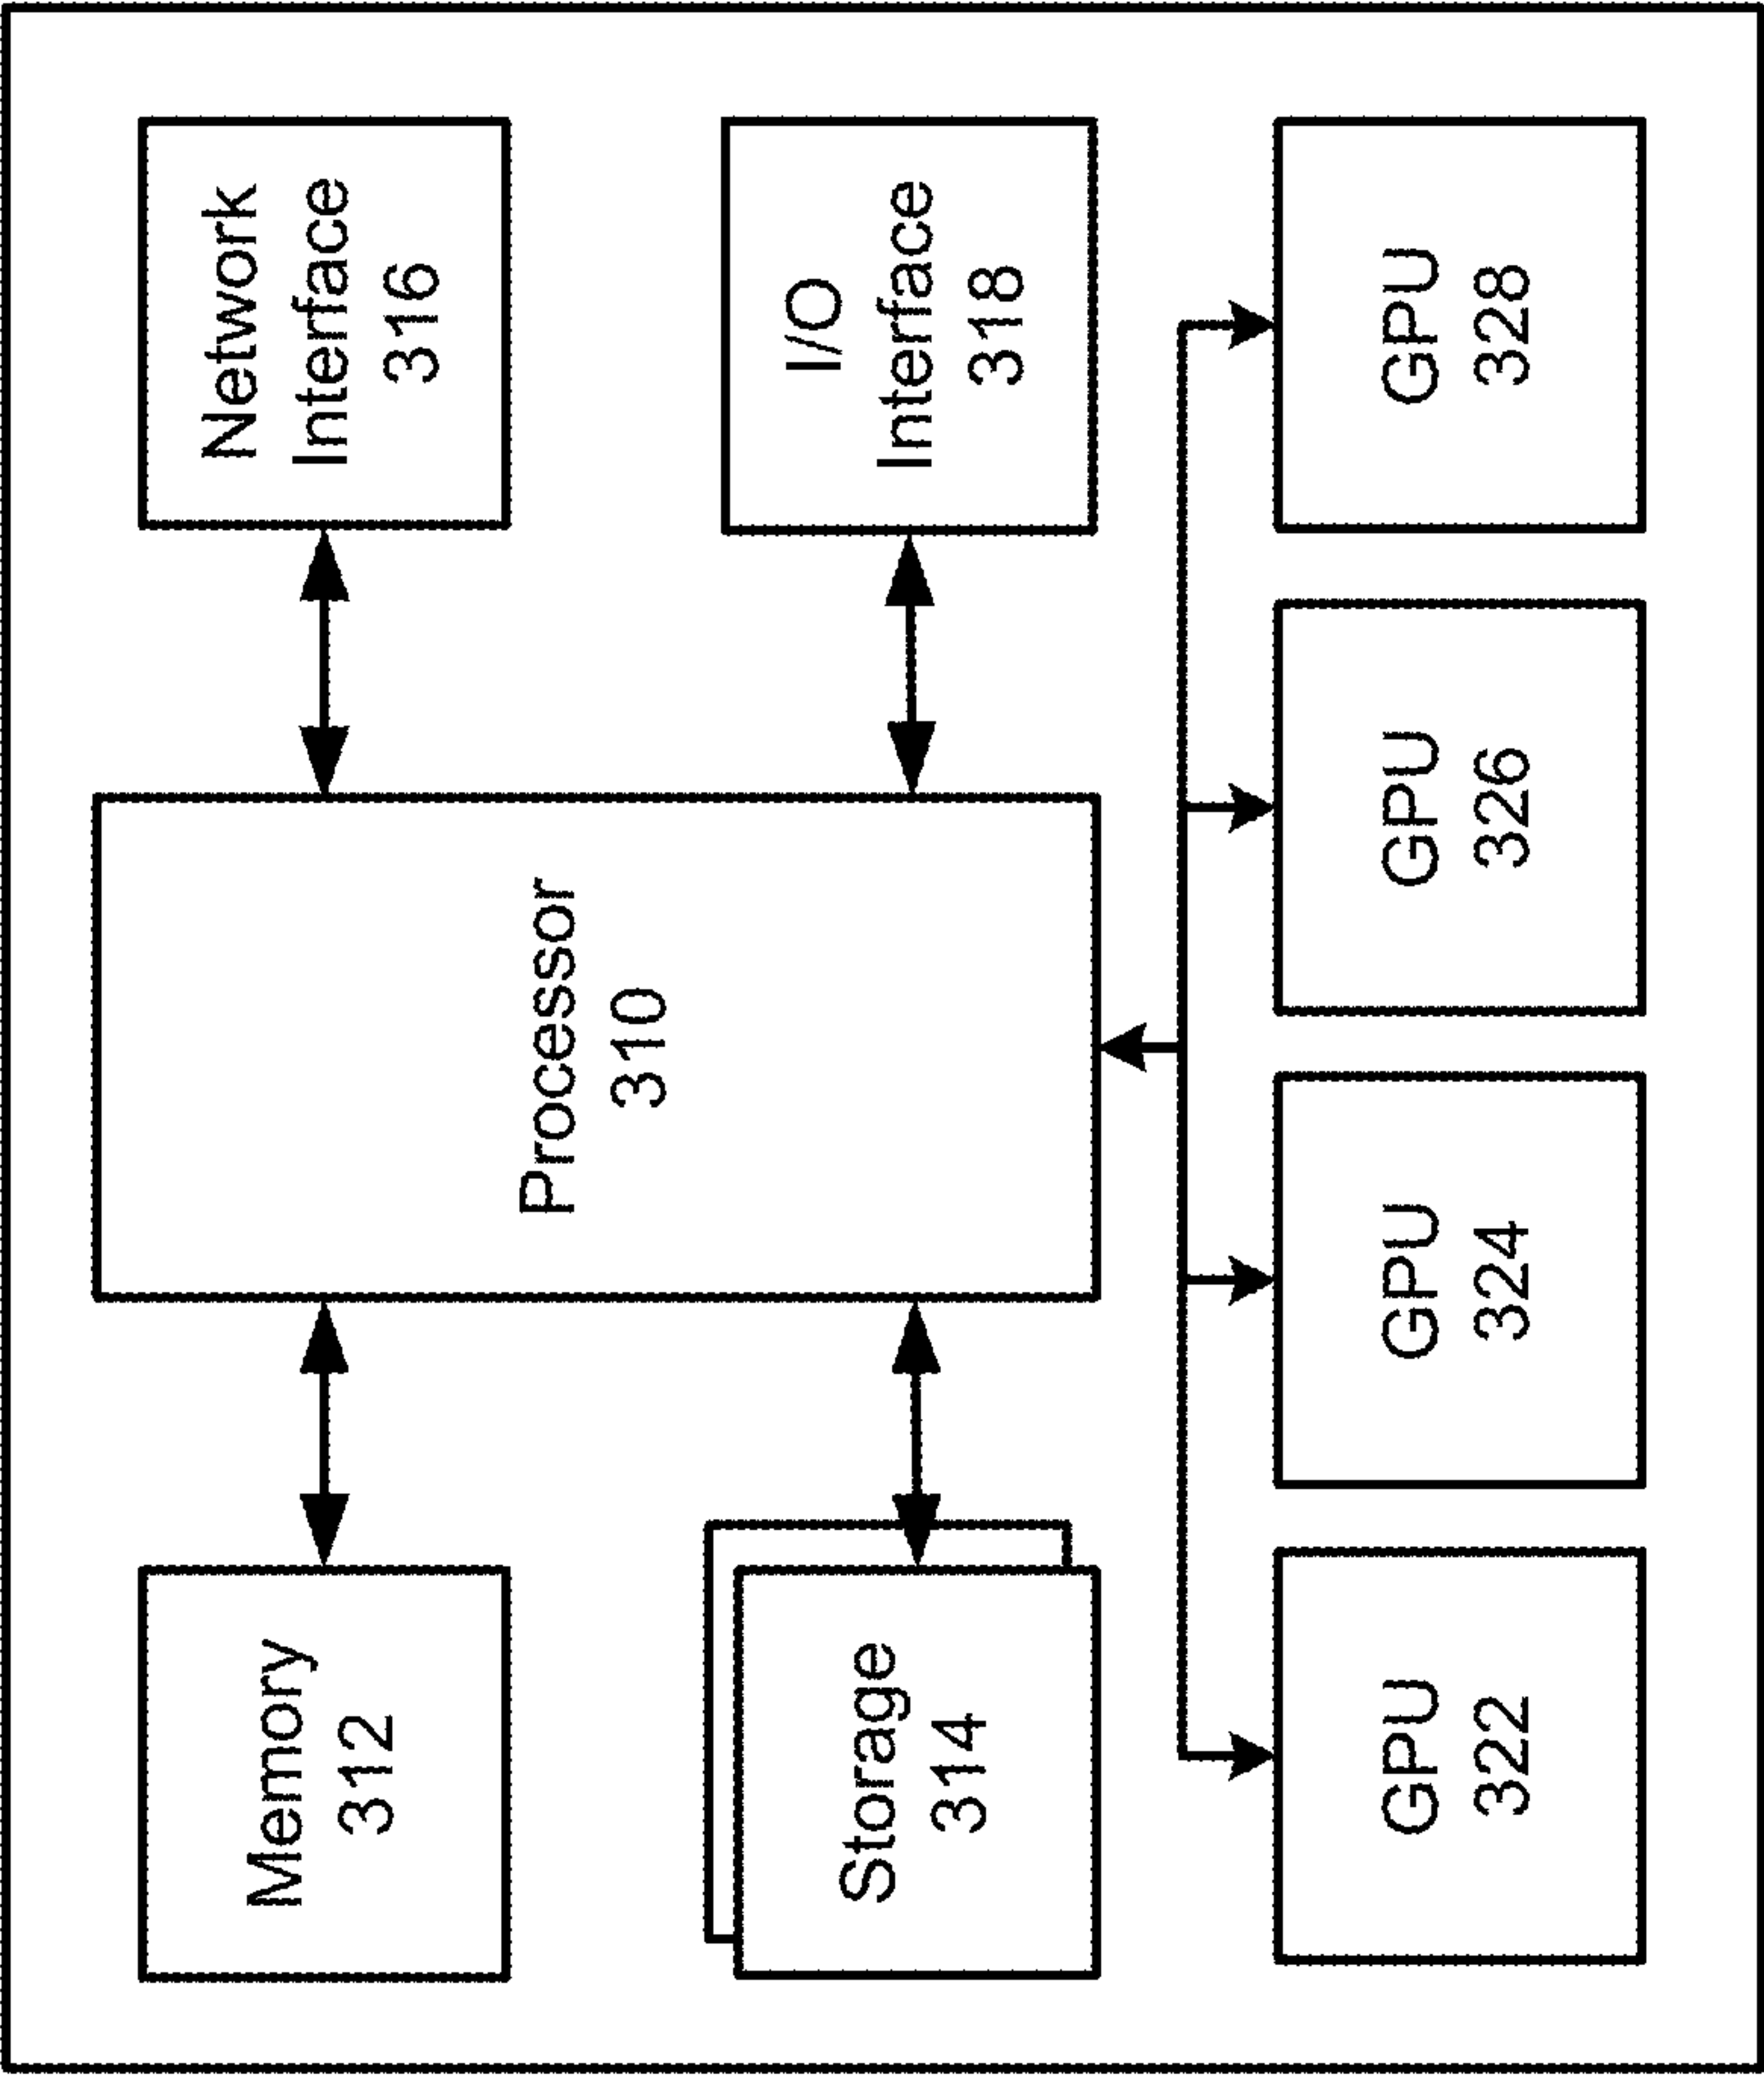 Memory
312
Processor
310
Network
Interface
316
Storage
314
I/O
Interface
318
GPU
322
GPU
324
GPU
326
GPU
328